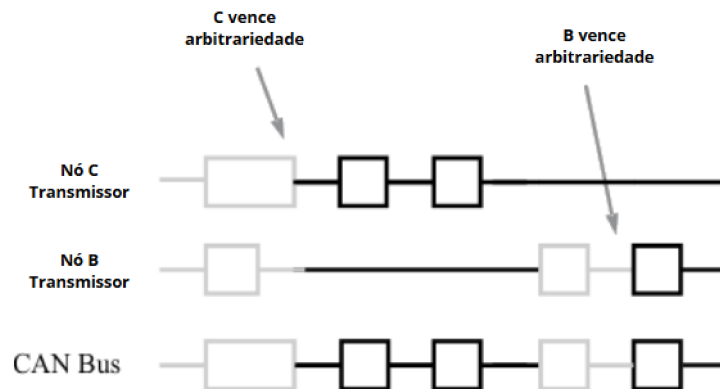 C vence
arbitrariedade
B vence
arbitrariedade
Nó C
Transmissor
Nó B
Transmissor
CAN Bus